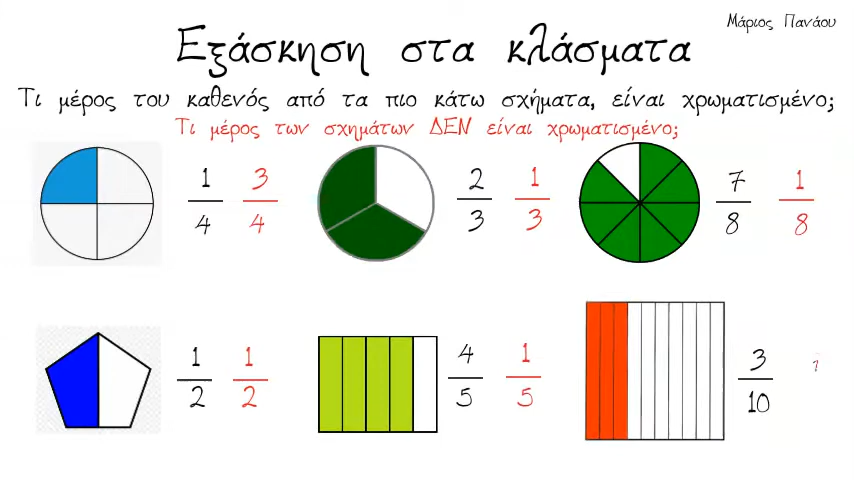 Μάριος Πανάου
Εξάσκηση στα κλάσματα
Τι μέρος του καθενός από τα πιο κάτω σχήματα, είναι χρωματισμένο;
Τι μέρος των σχημάτων ΔΕΝ είναι χρωματισμένο;
1/4 3/4 2/3 1/3 7/8 1/8
1/2 1/2 4/5 1/5 3/10